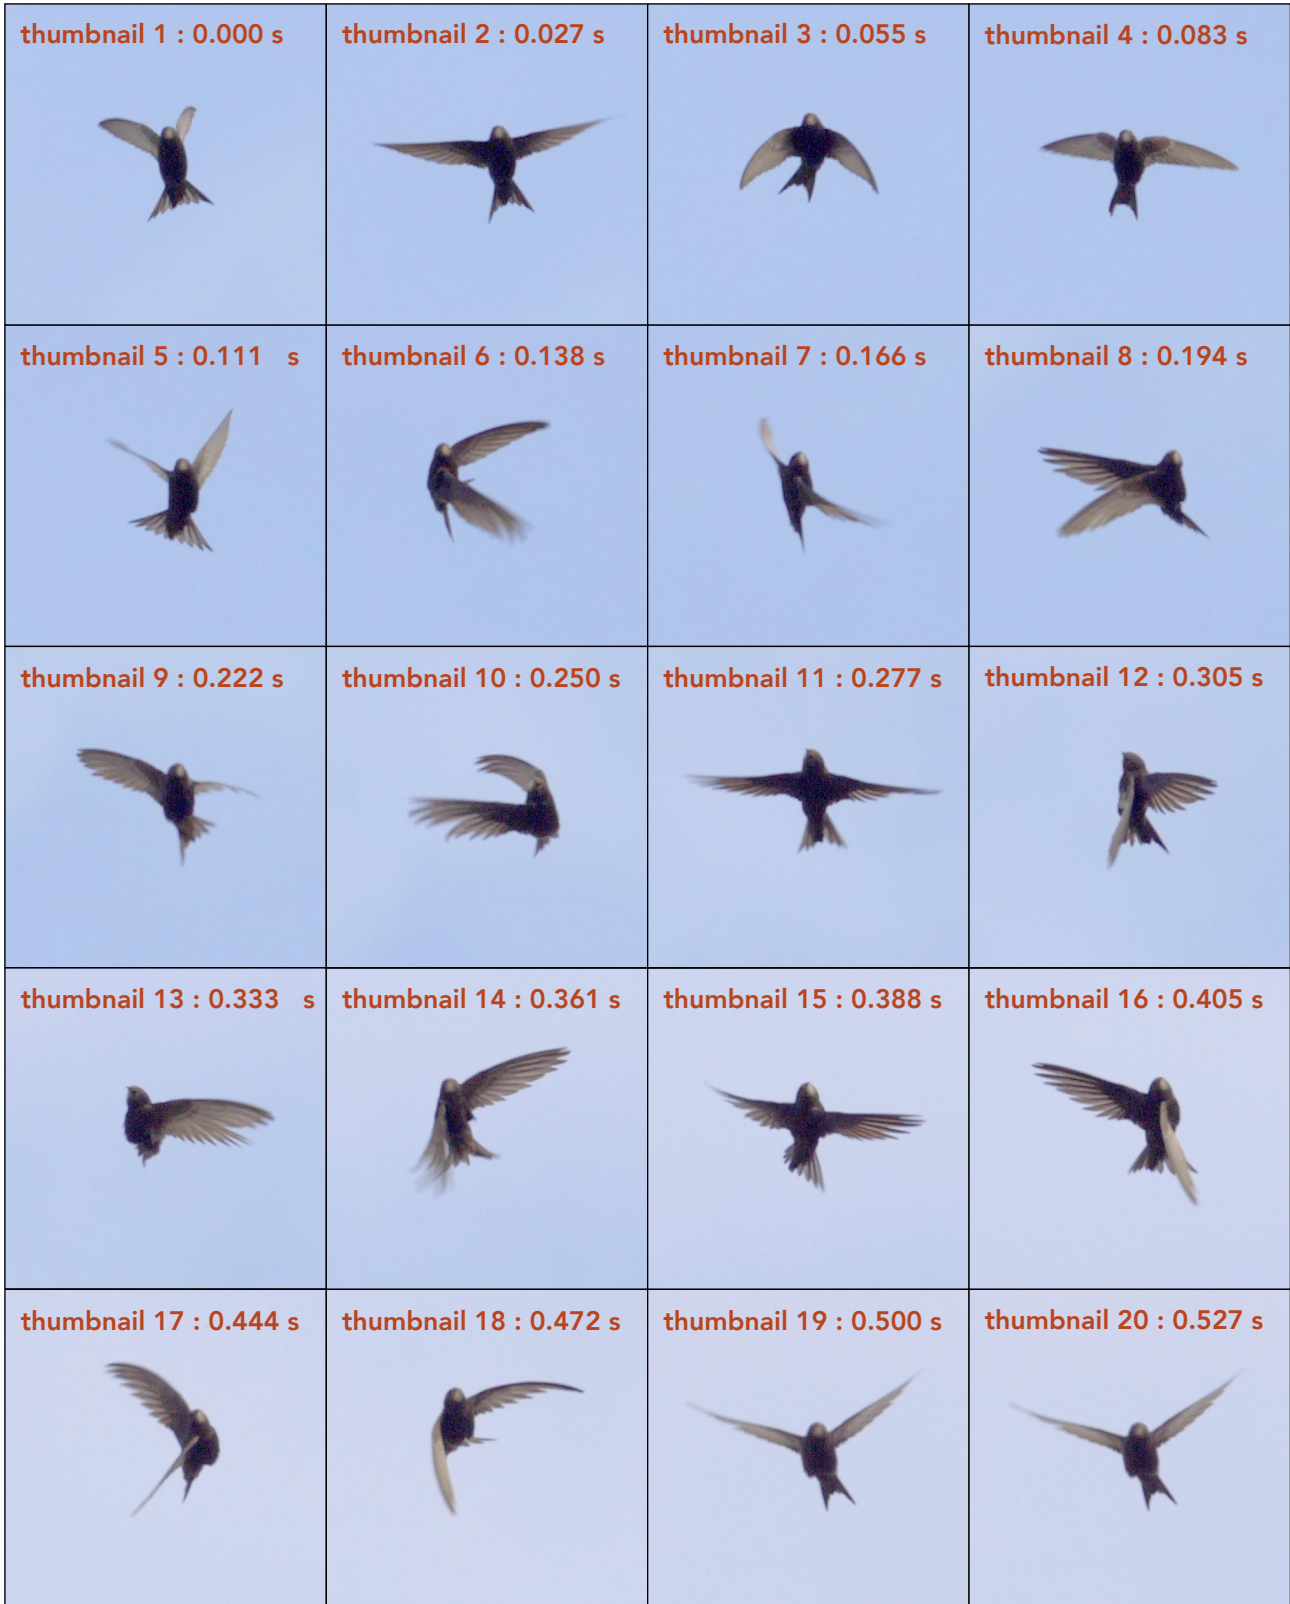 thumbnail 1 : 0.000 s
thumbnail 2 : 0.027 s
thumbnail 3 : 0.055 s
thumbnail 4 : 0.083 s
thumbnail 5 : 0.111 s
thumbnail 6 : 0.138 s
thumbnail 7 : 0.166 s
thumbnail 8 : 0.194 s
thumbnail 9 : 0.222 s
thumbnail 10 : 0.250 s
thumbnail 11 : 0.277 s
thumbnail 12 : 0.305 s
thumbnail 13 : 0.333 s
thumbnail 14 : 0.361 s
thumbnail 15 : 0.388 s
thumbnail 16 : 0.405 s
thumbnail 17 : 0.444 s
thumbnail 18 : 0.472 s
thumbnail 19 : 0.500 s
thumbnail 20 : 0.527 s